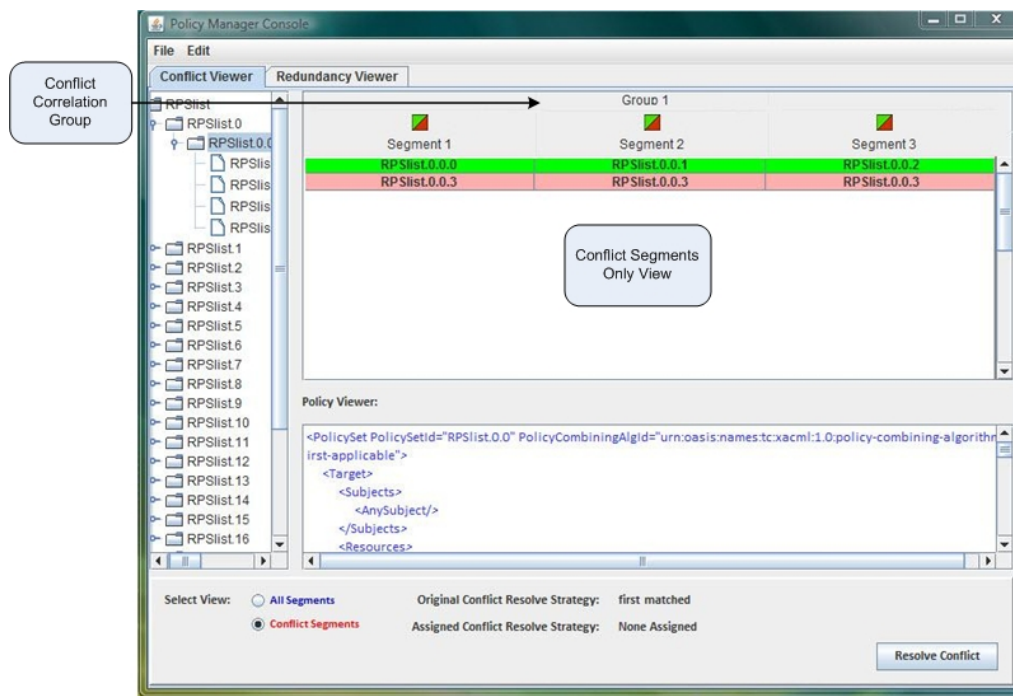 Policy Manager Console
File Edit
Conflict Viewer Redundancy Viewer
Conflict
Correlation
Group
RPSlist
RPSlist.0
RPSlist.0.0
RPSlis
RPSlis
RPSlis
RPSlis
RPSlist.1
RPSlist.2
RPSlist.3
RPSlist.4
RPSlist.5
RPSlist.6
RPSlist.7
RPSlist.8
RPSlist.9
RPSlist.10
RPSlist.11
RPSlist.12
RPSlist.13
RPSlist.14
RPSlist.15
RPSlist.16
Group 1
Segment 1 Segment 2 Segment 3
RPSlist.0.0.0 RPSlist.0.0.1 RPSlist.0.0.2
RPSlist.0.0.3 RPSlist.0.0.3 RPSlist.0.0.3
Conflict Segments
Only View
Policy Viewer:
<PolicySet PolicySetId="RPSlist.0.0" PolicyCombiningAlgId="urn:oasis:names:tc:xacml:1.0:policy-combining-algorithm
irst-applicable">
<Target>
<Subjects>
<AnySubject/>
</Subjects>
<Resources>
Select View: All Segments Original Conflict Resolve Strategy: first matched
Conflict Segments Assigned Conflict Resolve Strategy: None Assigned
Resolve Conflict